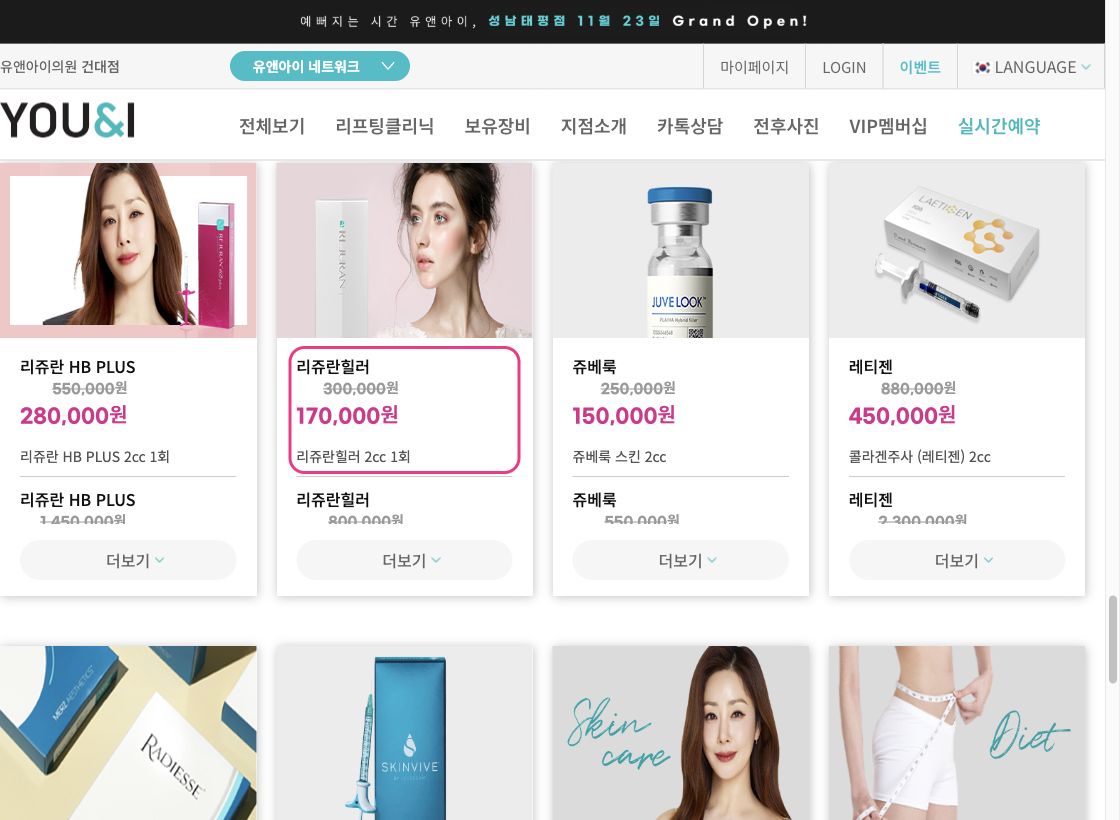 예뻐지는 시간 유앤아이, 성남태평점 11월 23일 Grand Open!
유앤아이의원 건대점
유앤아이 네트워크
마이페이지
LOGIN
이벤트
LANGUAGE
YOU&I
전체보기
리프팅클리닉
보유장비
지점소개
카톡상담
전후사진
VIP멤버십
실시간예약
REJURAN
REJURAN
JUVELOOK™
PLA/HA Hybrid filler
LAETIGEN
리쥬란 HB PLUS
550,000원
280,000원
리쥬란 HB PLUS 2cc 1회
리쥬란 HB PLUS
1,450,000원
더보기
리쥬란힐러
300,000원
170,000원
리쥬란힐러 2cc 1회
리쥬란힐러
800,000원
더보기
쥬베룩
250,000원
150,000원
쥬베룩 스킨 2cc
쥬베룩
550,000원
더보기
레티젠
880,000원
450,000원
콜라겐주사 (레티젠) 2cc
레티젠
2,300,000원
더보기
MERZ AESTHETICS™
RADIESSE
SKINVIVE™
BY JUVEDERM
Skin
care
Diet